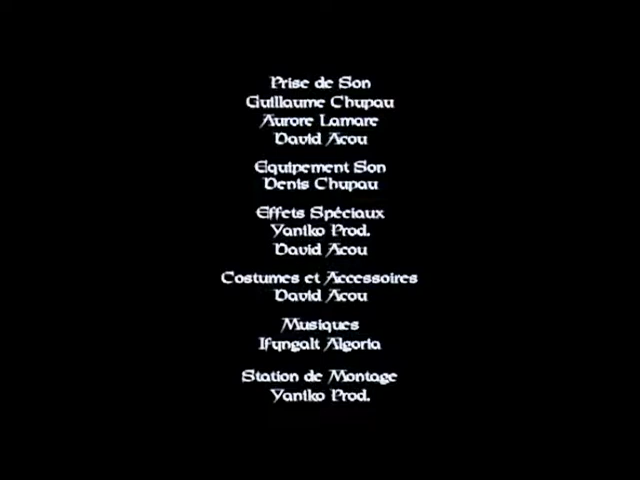 Prise de Son
Guillaume Chupau
Aurore Lamare
David Acou
Equipement Son
Denis Chupau
Effets Spéciaux
Yaniko Prod.
David Acou
Costumes et Accessoires
David Acou
Musiques
Ifyngalt Algoria
Station de Montage
Yaniko Prod.